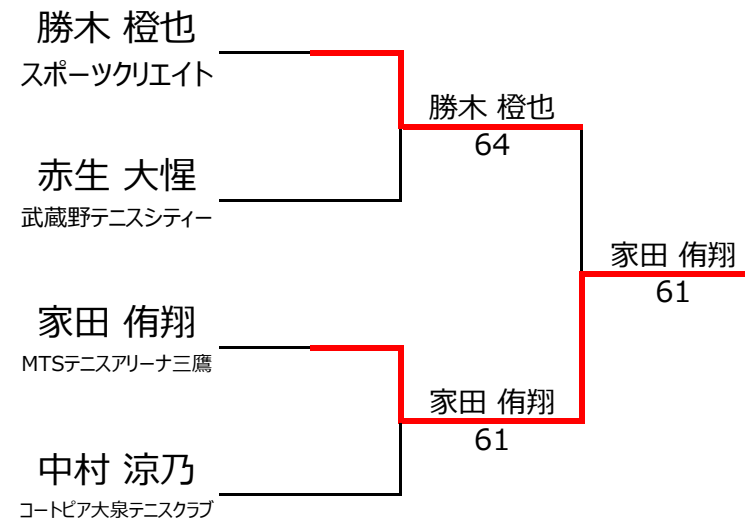 勝木 橙也
スポーツクリエイト
勝木 橙也
64
赤生 大惺
武蔵野テニスシティー
家田 侑翔
61
家田 侑翔
MTSテニスアリーナ三鷹
家田 侑翔
61
中村 涼乃
コートピア大泉テニスクラブ